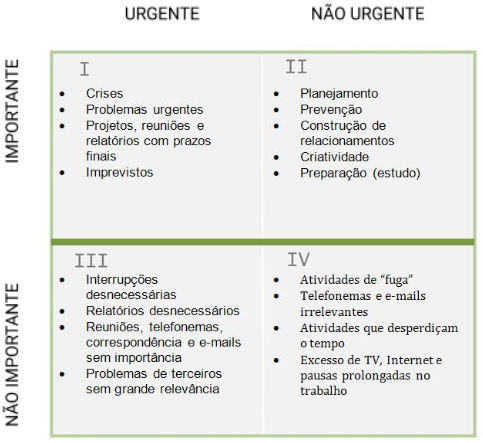 URGENTE
NÃO URGENTE
IMPORTANTE
I
• Crises
• Problemas urgentes
• Projetos, reuniões e
relatórios com prazos
finais
• Imprevistos
II
• Planejamento
• Prevenção
• Construção de
relacionamentos
• Criatividade
• Preparação (estudo)
NÃO IMPORTANTE
III
• Interrupções
desnecessárias
• Relatórios desnecessários
• Reuniões, telefonemas,
correspondência e e-mails
sem importância
• Problemas de terceiros
sem grande relevância
IV
• Atividades de “fuga”
• Telefonemas e e-mails
irrelevantes
• Atividades que desperdiçam
o tempo
• Excesso de TV, Internet e
pausas prolongadas no
trabalho